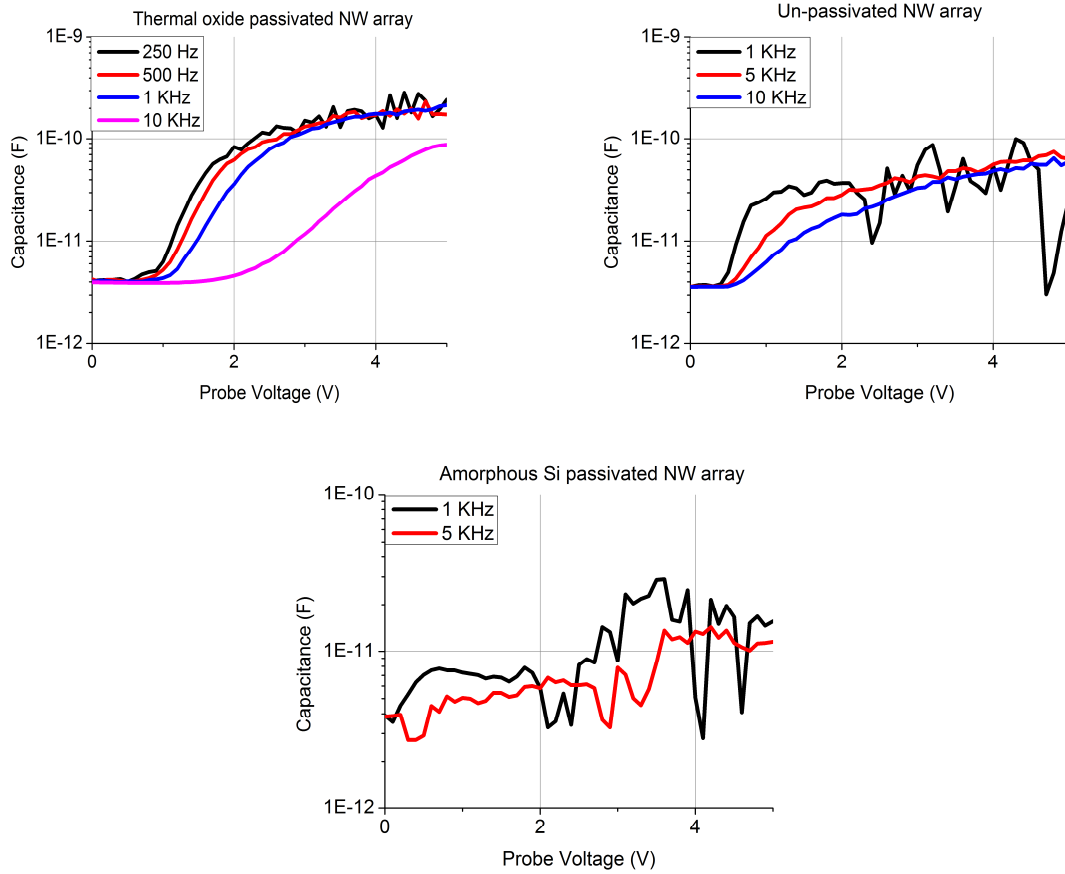 Thermal oxide passivated NW array
1E-9
250 Hz
500 Hz
1 KHz
10 KHz
1E-10
1E-11
1E-12
Capacitance (F)
0
2
4
Probe Voltage (V)
Un-passivated NW array
1E-9
1 KHz
5 KHz
10 KHz
1E-10
1E-11
1E-12
Capacitance (F)
0
2
4
Probe Voltage (V)
Amorphous Si passivated NW array
1E-10
1 KHz
5 KHz
1E-11
1E-12
Capacitance (F)
0
2
4
Probe Voltage (V)